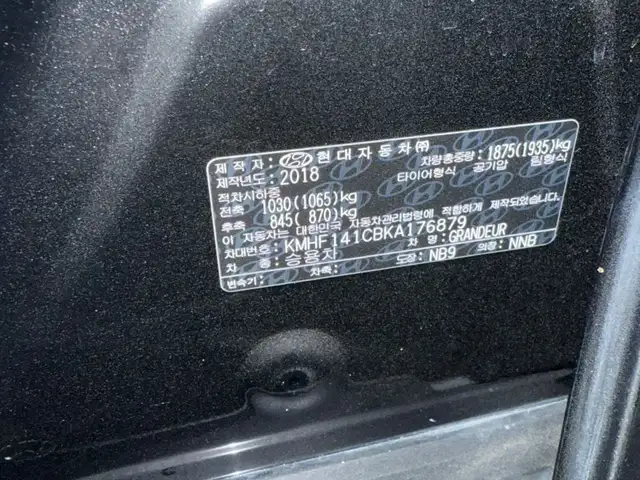 제작자: 현대자동차㈜ 차량총중량: 1875(1935)kg
제작년도: 2018 타이어형식 공기압 림형식
적차시하중
전축 1030(1065)kg
후축 845( 870)kg
이 자동차는 대한민국 자동차관리법령에 적합하게 제작되었음.
차대번호: KMHF141CBKA176879 차 명: GRANDEUR
차 종: 승용차 도장: NB9 의장: NNB
변속기: 차축: